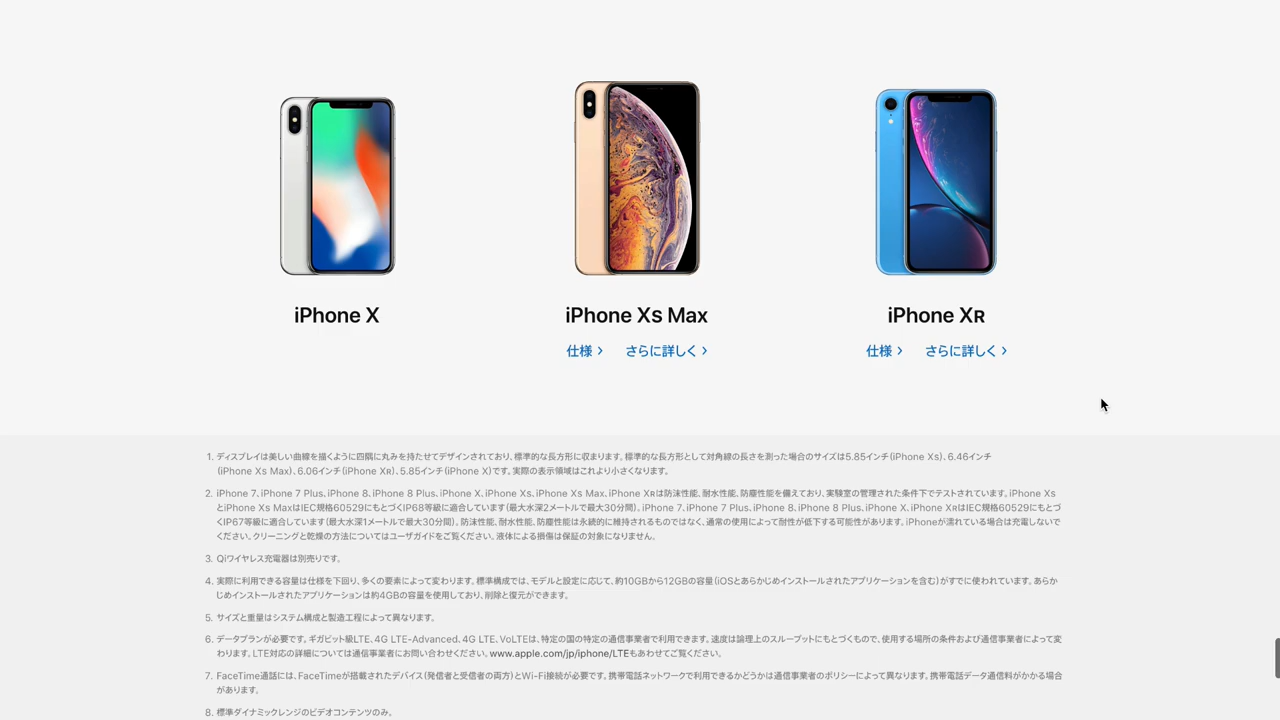 iPhone X
iPhone Xs Max
iPhone XR
仕様 >
さらに詳しく >
仕様 >
さらに詳しく >
1. ディスプレイは美しい曲線を描くように四隅に丸みを持たせてデザインされており、標準的な長方形に収まります。標準的な長方形として対角線の長さを測った場合のサイズは5.85インチ（iPhone Xs）、6.46インチ
（iPhone Xs Max）、6.06インチ（iPhone XR）、5.85インチ（iPhone X）です。実際の表示領域はこれより小さくなります。
2. iPhone 7、iPhone 7 Plus、iPhone 8、iPhone 8 Plus、iPhone X、iPhone Xs、iPhone Xs Max、iPhone XRは防沫性能、耐水性能、防塵性能を備えており、実験室の管理された条件下でテストされています。iPhone Xs
とiPhone Xs MaxはIEC規格60529にもとづくIP68等級に適合しています（最大水深2メートルで最大30分間）。iPhone 7、iPhone 7 Plus、iPhone 8、iPhone 8 Plus、iPhone X、iPhone XRはIEC規格60529にもとづ
くIP67等級に適合しています（最大水深1メートルで最大30分間）。防沫性能、耐水性能、防塵性能は永続的に維持されるものではなく、通常の使用によって耐性が低下する可能性があります。iPhoneが濡れている場合は充電しないで
ください。クリーニングと乾燥の方法についてはユーザガイドをご覧ください。液体による損傷は保証の対象になりません。
3. Qiワイヤレス充電器は別売りです。
4. 実際に利用できる容量は仕様を下回り、多くの要素によって変わります。標準構成では、モデルと設定に応じて、約10GBから12GBの容量（iOSとあらかじめインストールされたアプリケーションを含む）がすでに使われています。あらか
じめインストールされたアプリケーションは約4GBの容量を使用しており、削除と復元ができます。
5. サイズと重量はシステム構成と製造工程によって異なります。
6. データプランが必要です。ギガビット級LTE、4G LTE-Advanced、4G LTE、VoLTEは、特定の国の特定の通信事業者で利用できます。速度は論理上のスループットにもとづくもので、使用する場所の条件および通信事業者によって変
わります。LTE対応の詳細については通信事業者にお問い合わせください。www.apple.com/jp/iphone/LTEもあわせてご覧ください。
7. FaceTime通話には、FaceTimeが搭載されたデバイス（発信者と受信者の両方）とWi-Fi接続が必要です。携帯電話ネットワークで利用できるかどうかは通信事業者のポリシーによって異なります。携帯電話データ通信料がかかる場合
があります。
8. 標準ダイナミックレンジのビデオコンテンツのみ。